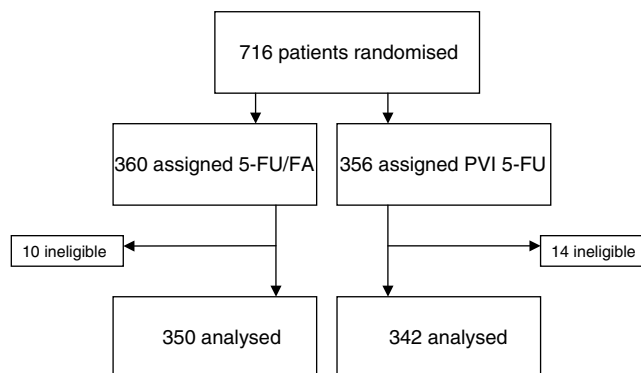 716 patients randomised
360 assigned 5-FU/FA
356 assigned PVI 5-FU
10 ineligible
14 ineligible
350 analysed
342 analysed